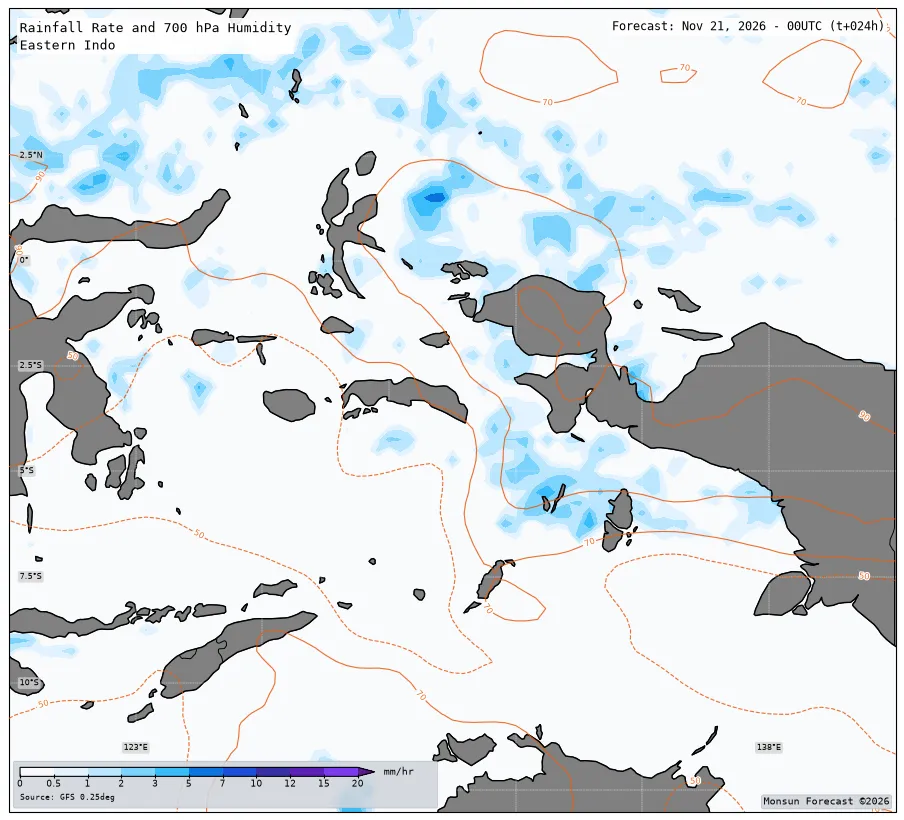 Rainfall Rate and 700 hPa Humidity
Eastern Indo
Forecast: Nov 21, 2026 - 00UTC (t+024h)
70
70
70
2.5°N
90
0°
50
2.5°S
90
5°S
50
70
7.5°S
50
70
10°S
50
70
123°E
138°E
50
0 0.5 1 2 3 5 7 10 12 15 20 mm/hr
Source: GFS 0.25deg
Monsun Forecast ©2026